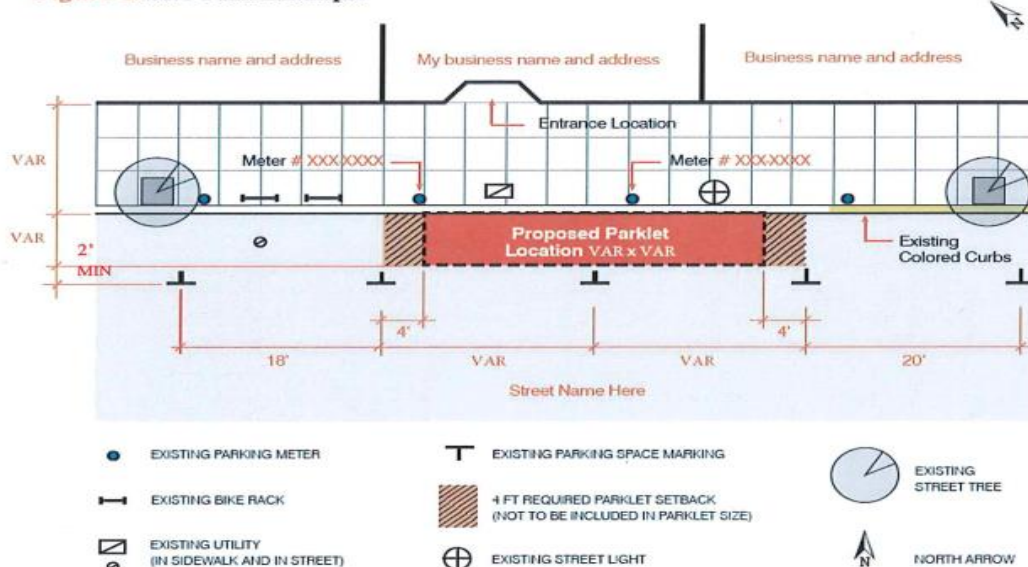 N
Business name and address
My business name and address
Business name and address
Entrance Location
VAR
Meter # XXX-XXXX
Meter # XXX-XXXX
VAR
2'
MIN
Proposed Parklet
Location VAR x VAR
Existing
Colored Curbs
4'
4'
18'
VAR
VAR
20'
Street Name Here
EXISTING PARKING METER
EXISTING PARKING SPACE MARKING
EXISTING
STREET TREE
EXISTING BIKE RACK
4 FT REQUIRED PARKLET SETBACK
(NOT TO BE INCLUDED IN PARKLET SIZE)
EXISTING UTILITY
(IN SIDEWALK AND IN STREET)
EXISTING STREET LIGHT
N
NORTH ARROW